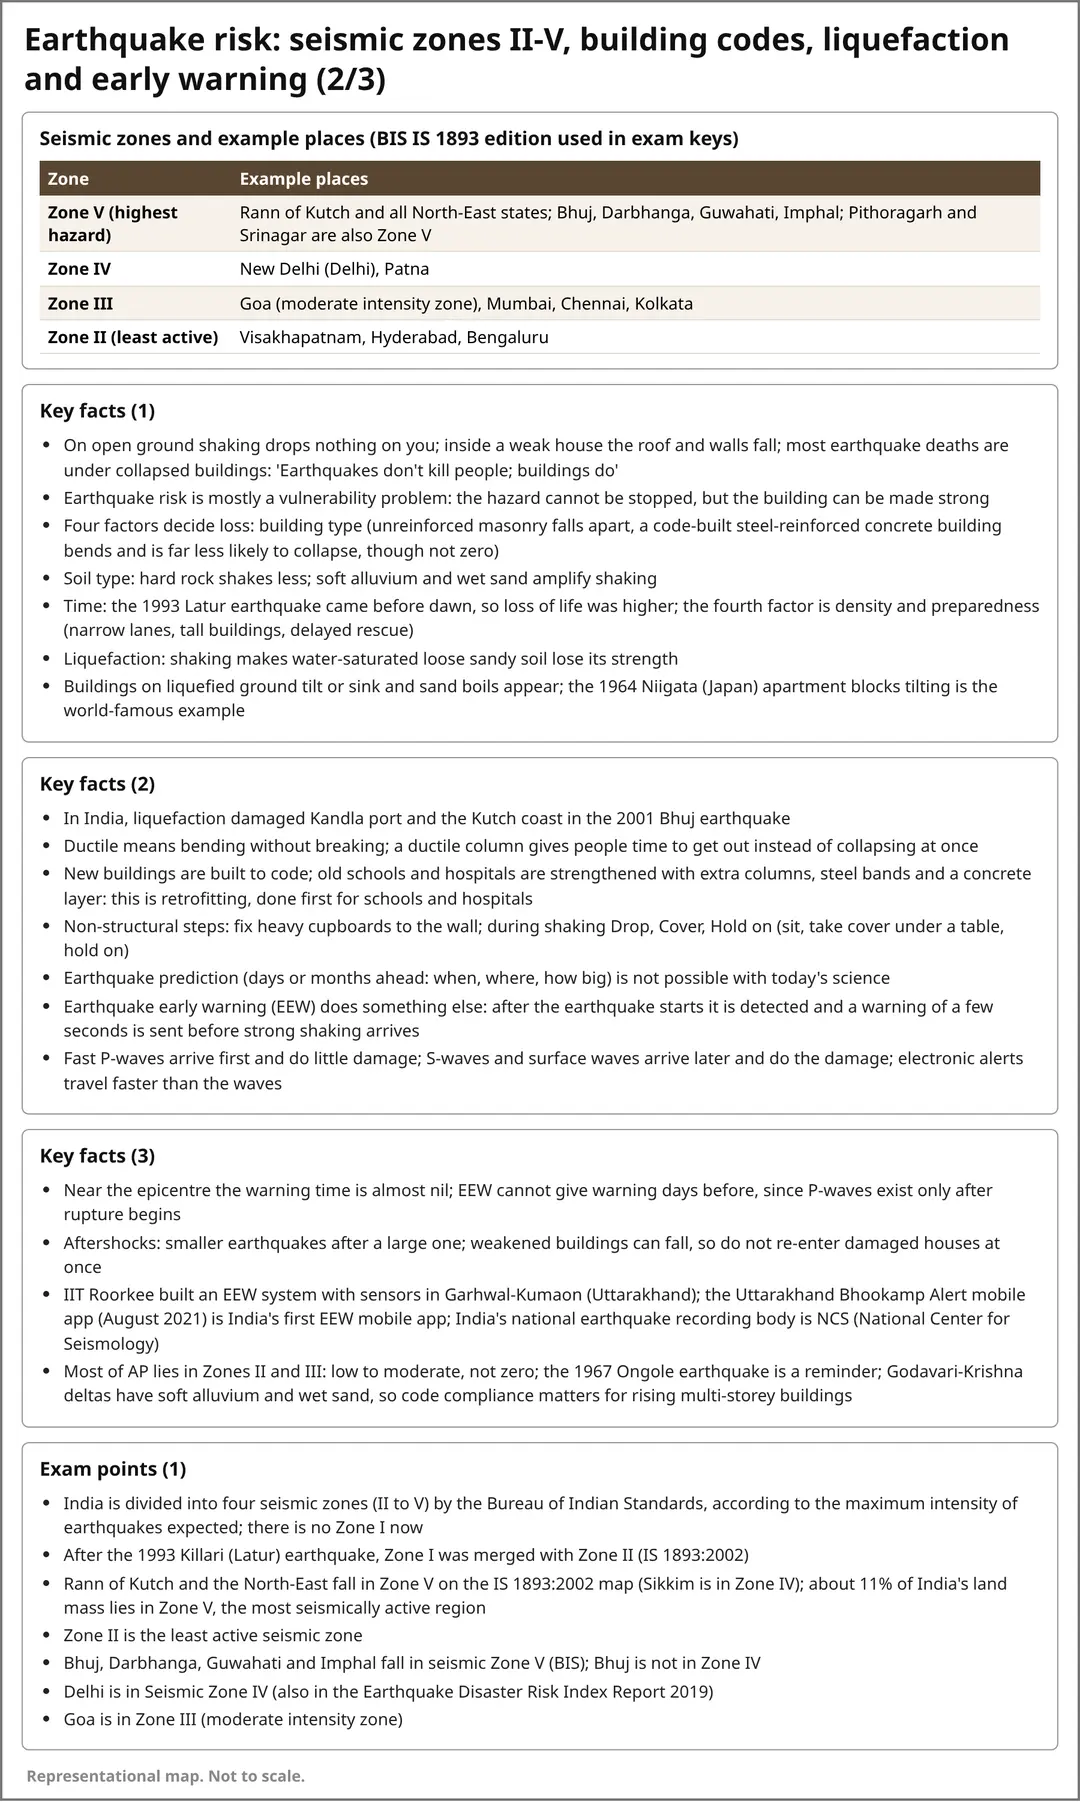 Earthquake risk: seismic zones II-V, building codes, liquefaction
and early warning (2/3)
Seismic zones and example places (BIS IS 1893 edition used in exam keys)
Zone Example places
Zone V (highest hazard) Rann of Kutch and all North-East states; Bhuj, Darbhanga, Guwahati, Imphal; Pithoragarh and Srinagar are also Zone V
Zone IV New Delhi (Delhi), Patna
Zone III Goa (moderate intensity zone), Mumbai, Chennai, Kolkata
Zone II (least active) Visakhapatnam, Hyderabad, Bengaluru
Key facts (1)
• On open ground shaking drops nothing on you; inside a weak house the roof and walls fall; most earthquake deaths are
under collapsed buildings: 'Earthquakes don't kill people; buildings do'
• Earthquake risk is mostly a vulnerability problem: the hazard cannot be stopped, but the building can be made strong
• Four factors decide loss: building type (unreinforced masonry falls apart, a code-built steel-reinforced concrete building
bends and is far less likely to collapse, though not zero)
• Soil type: hard rock shakes less; soft alluvium and wet sand amplify shaking
• Time: the 1993 Latur earthquake came before dawn, so loss of life was higher; the fourth factor is density and preparedness
(narrow lanes, tall buildings, delayed rescue)
• Liquefaction: shaking makes water-saturated loose sandy soil lose its strength
• Buildings on liquefied ground tilt or sink and sand boils appear; the 1964 Niigata (Japan) apartment blocks tilting is the
world-famous example
Key facts (2)
• In India, liquefaction damaged Kandla port and the Kutch coast in the 2001 Bhuj earthquake
• Ductile means bending without breaking; a ductile column gives people time to get out instead of collapsing at once
• New buildings are built to code; old schools and hospitals are strengthened with extra columns, steel bands and a concrete
layer: this is retrofitting, done first for schools and hospitals
• Non-structural steps: fix heavy cupboards to the wall; during shaking Drop, Cover, Hold on (sit, take cover under a table,
hold on)
• Earthquake prediction (days or months ahead: when, where, how big) is not possible with today's science
• Earthquake early warning (EEW) does something else: after the earthquake starts it is detected and a warning of a few
seconds is sent before strong shaking arrives
• Fast P-waves arrive first and do little damage; S-waves and surface waves arrive later and do the damage; electronic alerts
travel faster than the waves
Key facts (3)
• Near the epicentre the warning time is almost nil; EEW cannot give warning days before, since P-waves exist only after
rupture begins
• Aftershocks: smaller earthquakes after a large one; weakened buildings can fall, so do not re-enter damaged houses at
once
• IIT Roorkee built an EEW system with sensors in Garhwal-Kumaon (Uttarakhand); the Uttarakhand Bhookamp Alert mobile
app (August 2021) is India's first EEW mobile app; India's national earthquake recording body is NCS (National Center for
Seismology)
• Most of AP lies in Zones II and III: low to moderate, not zero; the 1967 Ongole earthquake is a reminder; Godavari-Krishna
deltas have soft alluvium and wet sand, so code compliance matters for rising multi-storey buildings
Exam points (1)
• India is divided into four seismic zones (II to V) by the Bureau of Indian Standards, according to the maximum intensity of
earthquakes expected; there is no Zone I now
• After the 1993 Killari (Latur) earthquake, Zone I was merged with Zone II (IS 1893:2002)
• Rann of Kutch and the North-East fall in Zone V on the IS 1893:2002 map (Sikkim is in Zone IV); about 11% of India's land
mass lies in Zone V, the most seismically active region
• Zone II is the least active seismic zone
• Bhuj, Darbhanga, Guwahati and Imphal fall in seismic Zone V (BIS); Bhuj is not in Zone IV
• Delhi is in Seismic Zone IV (also in the Earthquake Disaster Risk Index Report 2019)
• Goa is in Zone III (moderate intensity zone)
Representational map. Not to scale.